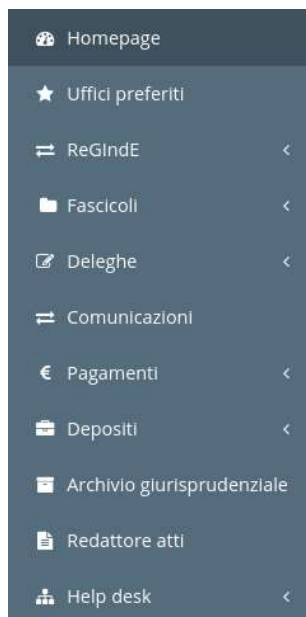 Homepage
Uffici preferiti
ReGIndE
Fascicoli
Deleghe
Comunicazioni
Pagamenti
Depositi
Archivio giurisprudenziale
Redattore atti
Help desk